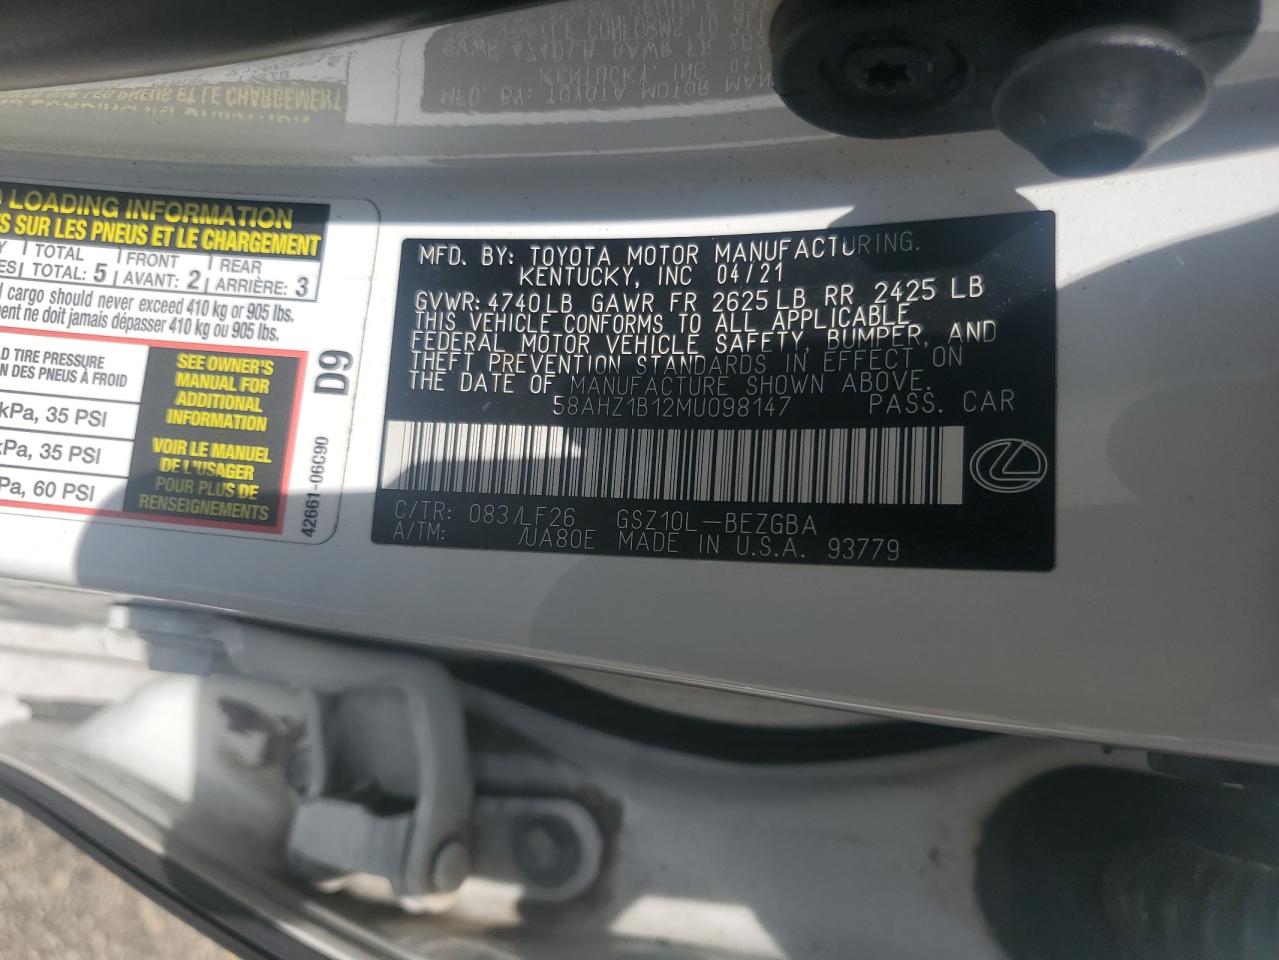 LOADING INFORMATION
SUR LES PNEUS ET LE CHARGEMENT
TOTAL FRONT REAR
TOTAL: 5 AVANT: 2 ARRIÈRE: 3
cargo should never exceed 410 kg or 905 lbs.
ne doit jamais dépasser 410 kg ou 905 lbs.
TIRE PRESSURE
DES PNEUS À FROID
kPa, 35 PSI
kPa, 35 PSI
60 PSI
SEE OWNER'S
MANUAL FOR
ADDITIONAL
INFORMATION
VOIR LE MANUEL
DE L'USAGER
POUR PLUS DE
RENSEIGNEMENTS
D9
42661-06C90
MFD. BY: TOYOTA MOTOR MANUFACTURING.
KENTUCKY, INC 04/21
GVWR: 4740LB GAWR FR 2625LB RR 2425 LB
THIS VEHICLE CONFORMS TO ALL APPLICABLE
FEDERAL MOTOR VEHICLE SAFETY, BUMPER, AND
THEFT PREVENTION STANDARDS IN EFFECT ON
THE DATE OF MANUFACTURE SHOWN ABOVE.
58AHZ1B12MU098147 PASS. CAR
C/TR: 083/LF26 GSZ10L-BEZGBA
A/TM: /UA80E MADE IN U.S.A. 93779